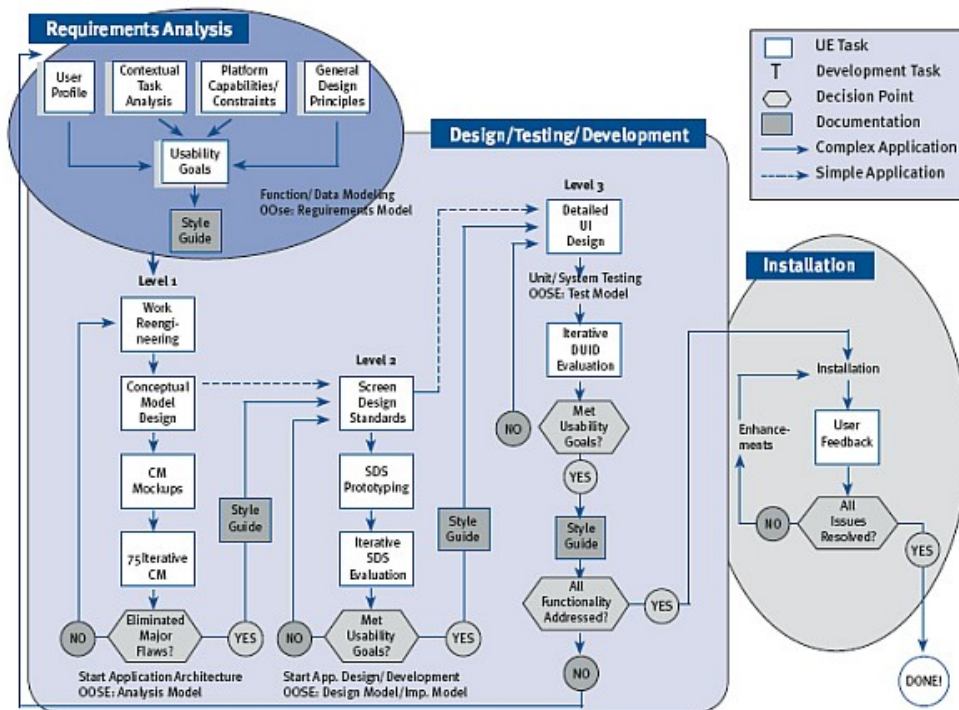 Requirements Analysis
User
Profile
Contextual
Task
Analysis
Platform
Capabilities/
Constraints
General
Design
Principles
Usability
Goals
Function/Data Modeling
OOse: Reguirements Model
Style
Guide
UE Task
T
Development Task
Decision Point
Documentation
Complex Application
Simple Application
Design/Testing/Development
Level 1
Work
Reengi-
neering
Conceptual
Model
Design
CM
Mockups
75Iterative
CM
Eliminated
Major
Flaws?
NO
YES
Style
Guide
Start Application Architecture
OOSE: Analysis Model
Level 2
Screen
Design
Standards
SDS
Prototyping
Iterative
SDS
Evaluation
Met
Usability
Goals?
NO
YES
Style
Guide
Start App. Design/Development
OOSE: Design Model/Imp. Model
Level 3
Detailed
UI
Design
Unit/System Testing
OOSE: Test Model
Iterative
DUID
Evaluation
Met
Usability
Goals?
NO
YES
Style
Guide
All
Functionality
Addressed?
YES
NO
Installation
Installation
Enhance-
ments
User
Feedback
All
Issues
Resolved?
NO
YES
DONE!